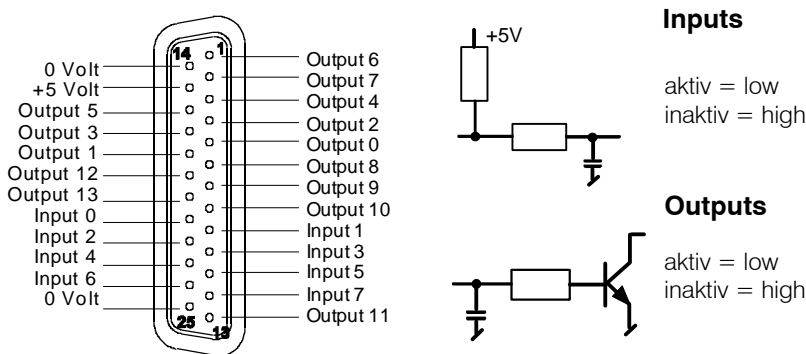 14
1
0 Volt
+5 Volt
Output 5
Output 3
Output 1
Output 12
Output 13
Input 0
Input 2
Input 4
Input 6
0 Volt
25
13
Output 6
Output 7
Output 4
Output 2
Output 0
Output 8
Output 9
Output 10
Input 1
Input 3
Input 5
Input 7
Output 11
+5V
Inputs
aktiv = low
inaktiv = high
Outputs
aktiv = low
inaktiv = high